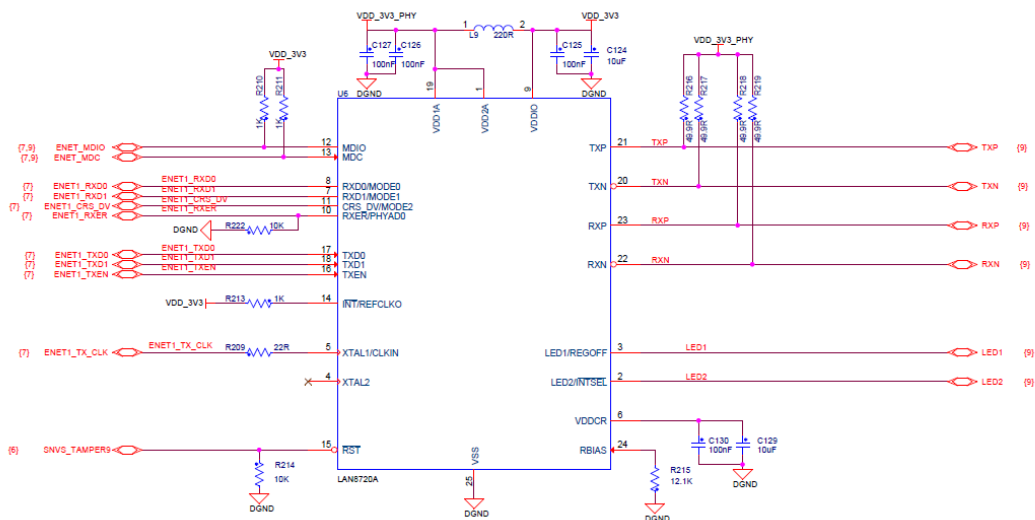 VDD_3V3_PHY
1
2
VDD_3V3
L9
220R
C127
100nF
C126
100nF
C125
100nF
C124
10uF
DGND
DGND
VDD_3V3
R210
1K
R211
1K
VDD_3V3_PHY
R216
49.9R
R217
49.9R
R218
49.9R
R219
49.9R
U6
19
1
9
VDD1A
VDD2A
VDDIO
{7,9} ENET_MDIO 12 MDIO
{7,9} ENET_MDC 13 MDC
{7} ENET1_RXD0 ENET1_RXD0 8 RXD0/MODE0
{7} ENET1_RXD1 ENET1_RXD1 7 RXD1/MODE1
{7} ENET1_CRS_DV ENET1_CRS_DV 11 CRS_DV/MODE2
{7} ENET1_RXER ENET1_RXER 10 RXER/PHYAD0
DGND R222 10K
{7} ENET1_TXD0 ENET1_TXD0 17 TXD0
{7} ENET1_TXD1 ENET1_TXD1 18 TXD1
{7} ENET1_TXEN ENET1_TXEN 16 TXEN
VDD_3V3 R213 1K 14 INT/REFCLKO
{7} ENET1_TX_CLK ENET1_TX_CLK R209 22R 5 XTAL1/CLKIN
4 XTAL2
{6} SNVS_TAMPER9 15 RST
R214
10K
DGND
TXP 21 TXP TXP {9}
TXN 20 TXN TXN {9}
RXP 23 RXP RXP {9}
RXN 22 RXN RXN {9}
LED1/REGOFF 3 LED1 LED1 {9}
LED2/INTSEL 2 LED2 LED2 {9}
VDDCR 6
RBIAS 24
C130
100nF
C129
10uF
DGND
R215
12.1K
DGND
VSS
25
LAN8720A
DGND